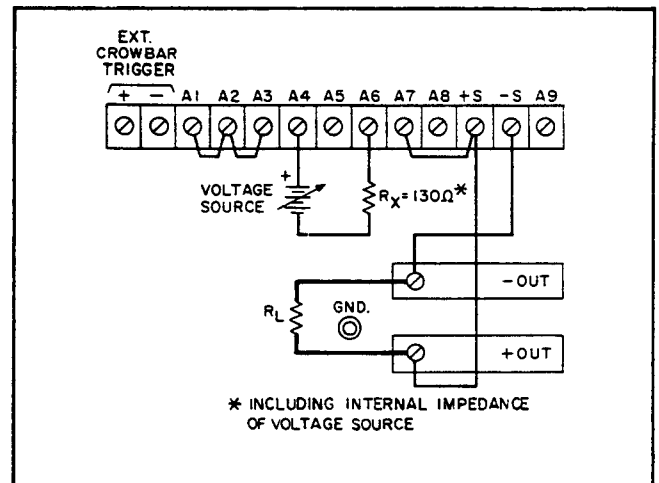 EXT.
CROWBAR
TRIGGER
+ - A1 A2 A3 A4 A5 A6 A7 A8 +S -S A9
+
VOLTAGE
SOURCE
RX=130Ω*
-OUT
RL
GND.
+OUT
* INCLUDING INTERNAL IMPEDANCE
OF VOLTAGE SOURCE